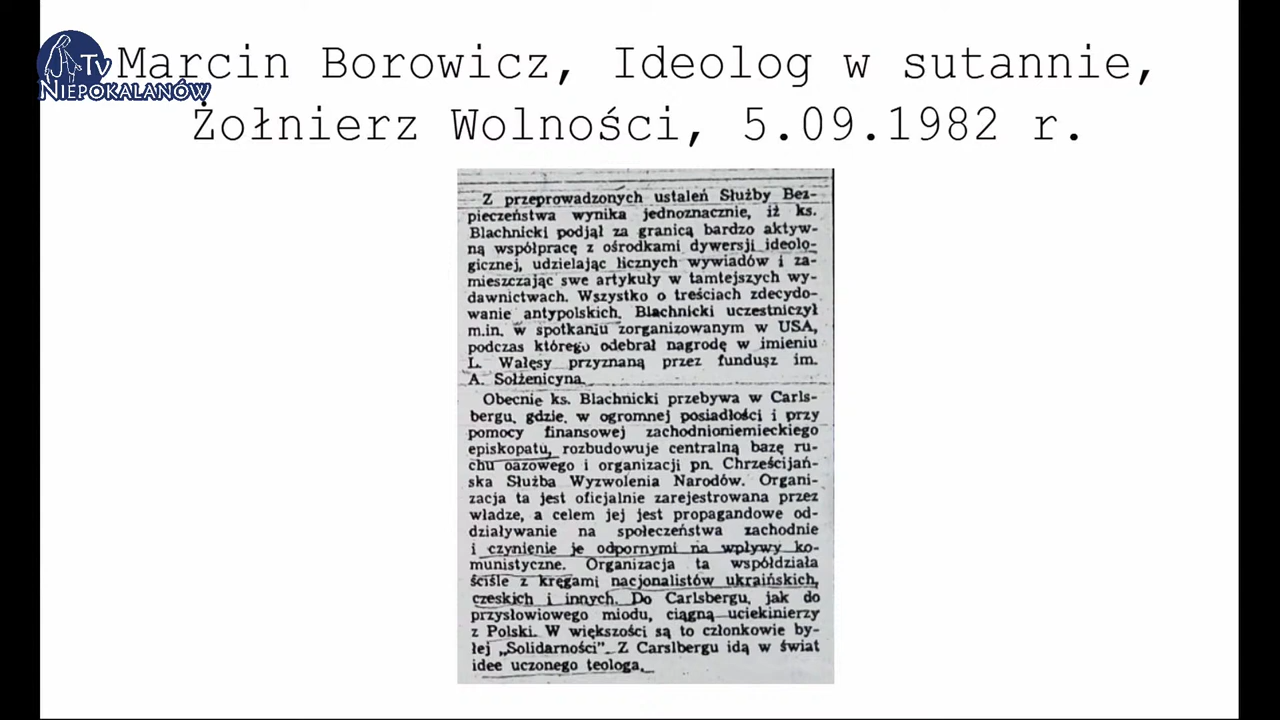 Tv
NIEPOKALANÓW
Marcin Borowicz, Ideolog w sutannie,
Żołnierz Wolności, 5.09.1982 r.
Z przeprowadzonych ustaleń Służby Bez-
pieczeństwa wynika jednoznacznie, iż ks.
Blachnicki podjął za granicą bardzo aktyw-
ną współpracę z ośrodkami dywersji ideolo-
gicznej, udzielając licznych wywiadów i za-
mieszczając swe artykuły w tamtejszych wy-
dawnictwach. Wszystko o treściach zdecydo-
wanie antypolskich. Blachnicki uczestniczył
m.in. w spotkaniu zorganizowanym w USA,
podczas którego odebrał nagrodę w imieniu
L. Wałęsy przyznaną przez fundusz im.
A. Sołżenicyna.
Obecnie ks. Blachnicki przebywa w Carls-
bergu, gdzie, w ogromnej posiadłości i przy
pomocy finansowej zachodnioniemieckiego
episkopatu, rozbudowuje centralną bazę ru-
chu oazowego i organizacji pn. Chrześcijań-
ska Służba Wyzwolenia Narodów. Organi-
zacja ta jest oficjalnie zarejestrowana przez
władze, a celem jej jest propagandowe od-
działywanie na społeczeństwa zachodnie
i czynienie je odpornymi na wpływy ko-
munistyczne. Organizacja ta współdziała
ściśle z kręgami nacjonalistów ukraińskich,
czeskich i innych. Do Carlsbergu, jak do
przysłowiowego miodu, ciągną uciekinierzy
z Polski. W większości są to członkowie by-
łej „Solidarności”. Z Carslbergu idą w świat
idee uczonego teologa.